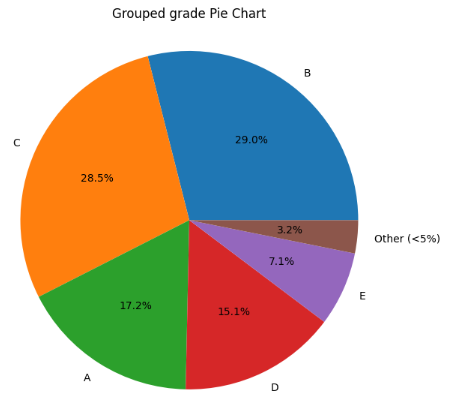 Grouped grade Pie Chart
B
29.0%
C
28.5%
Other (<5%)
3.2%
7.1%
E
17.2%
15.1%
A
D